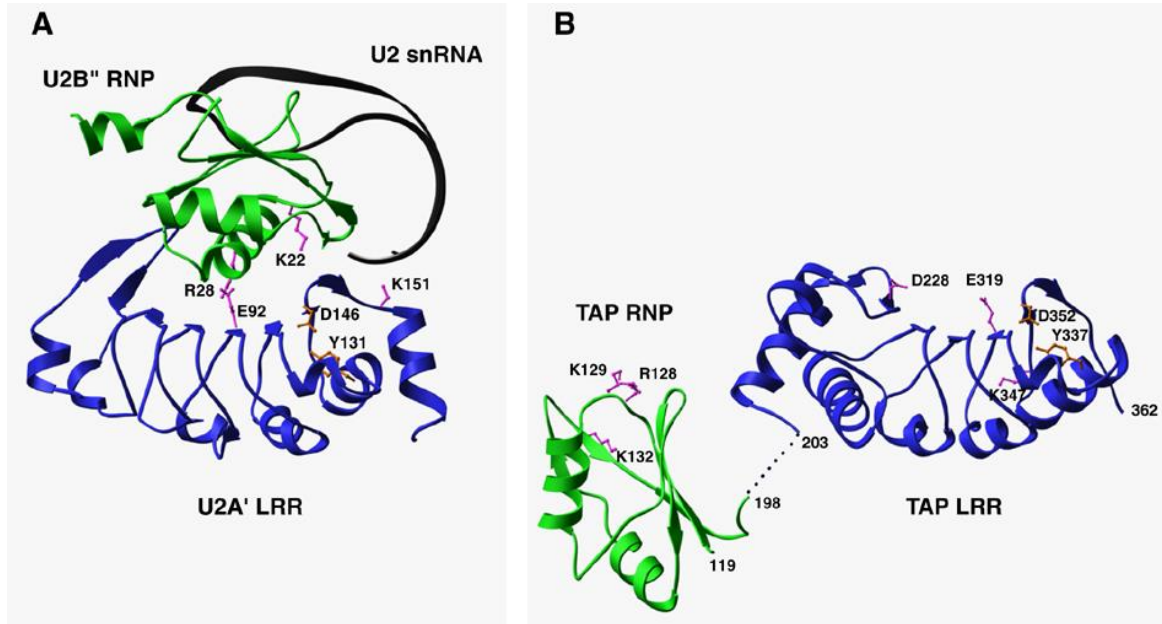 A
U2 snRNA
U2B" RNP
K22
R28
K151
E92
D146
Y131
U2A' LRR
B
D228
E319
TAP RNP
D352
Y337
K129
R128
K347
362
203
K132
198
TAP LRR
119